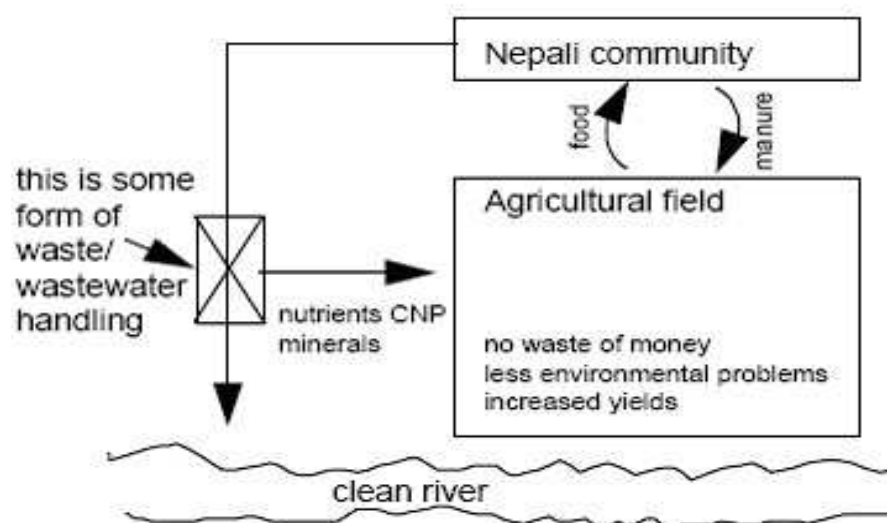 Nepali community
food
manure
this is some
form of
waste/
wastewater
handling
Agricultural field
nutrients CNP
minerals
no waste of money
less environmental problems
increased yields
clean river